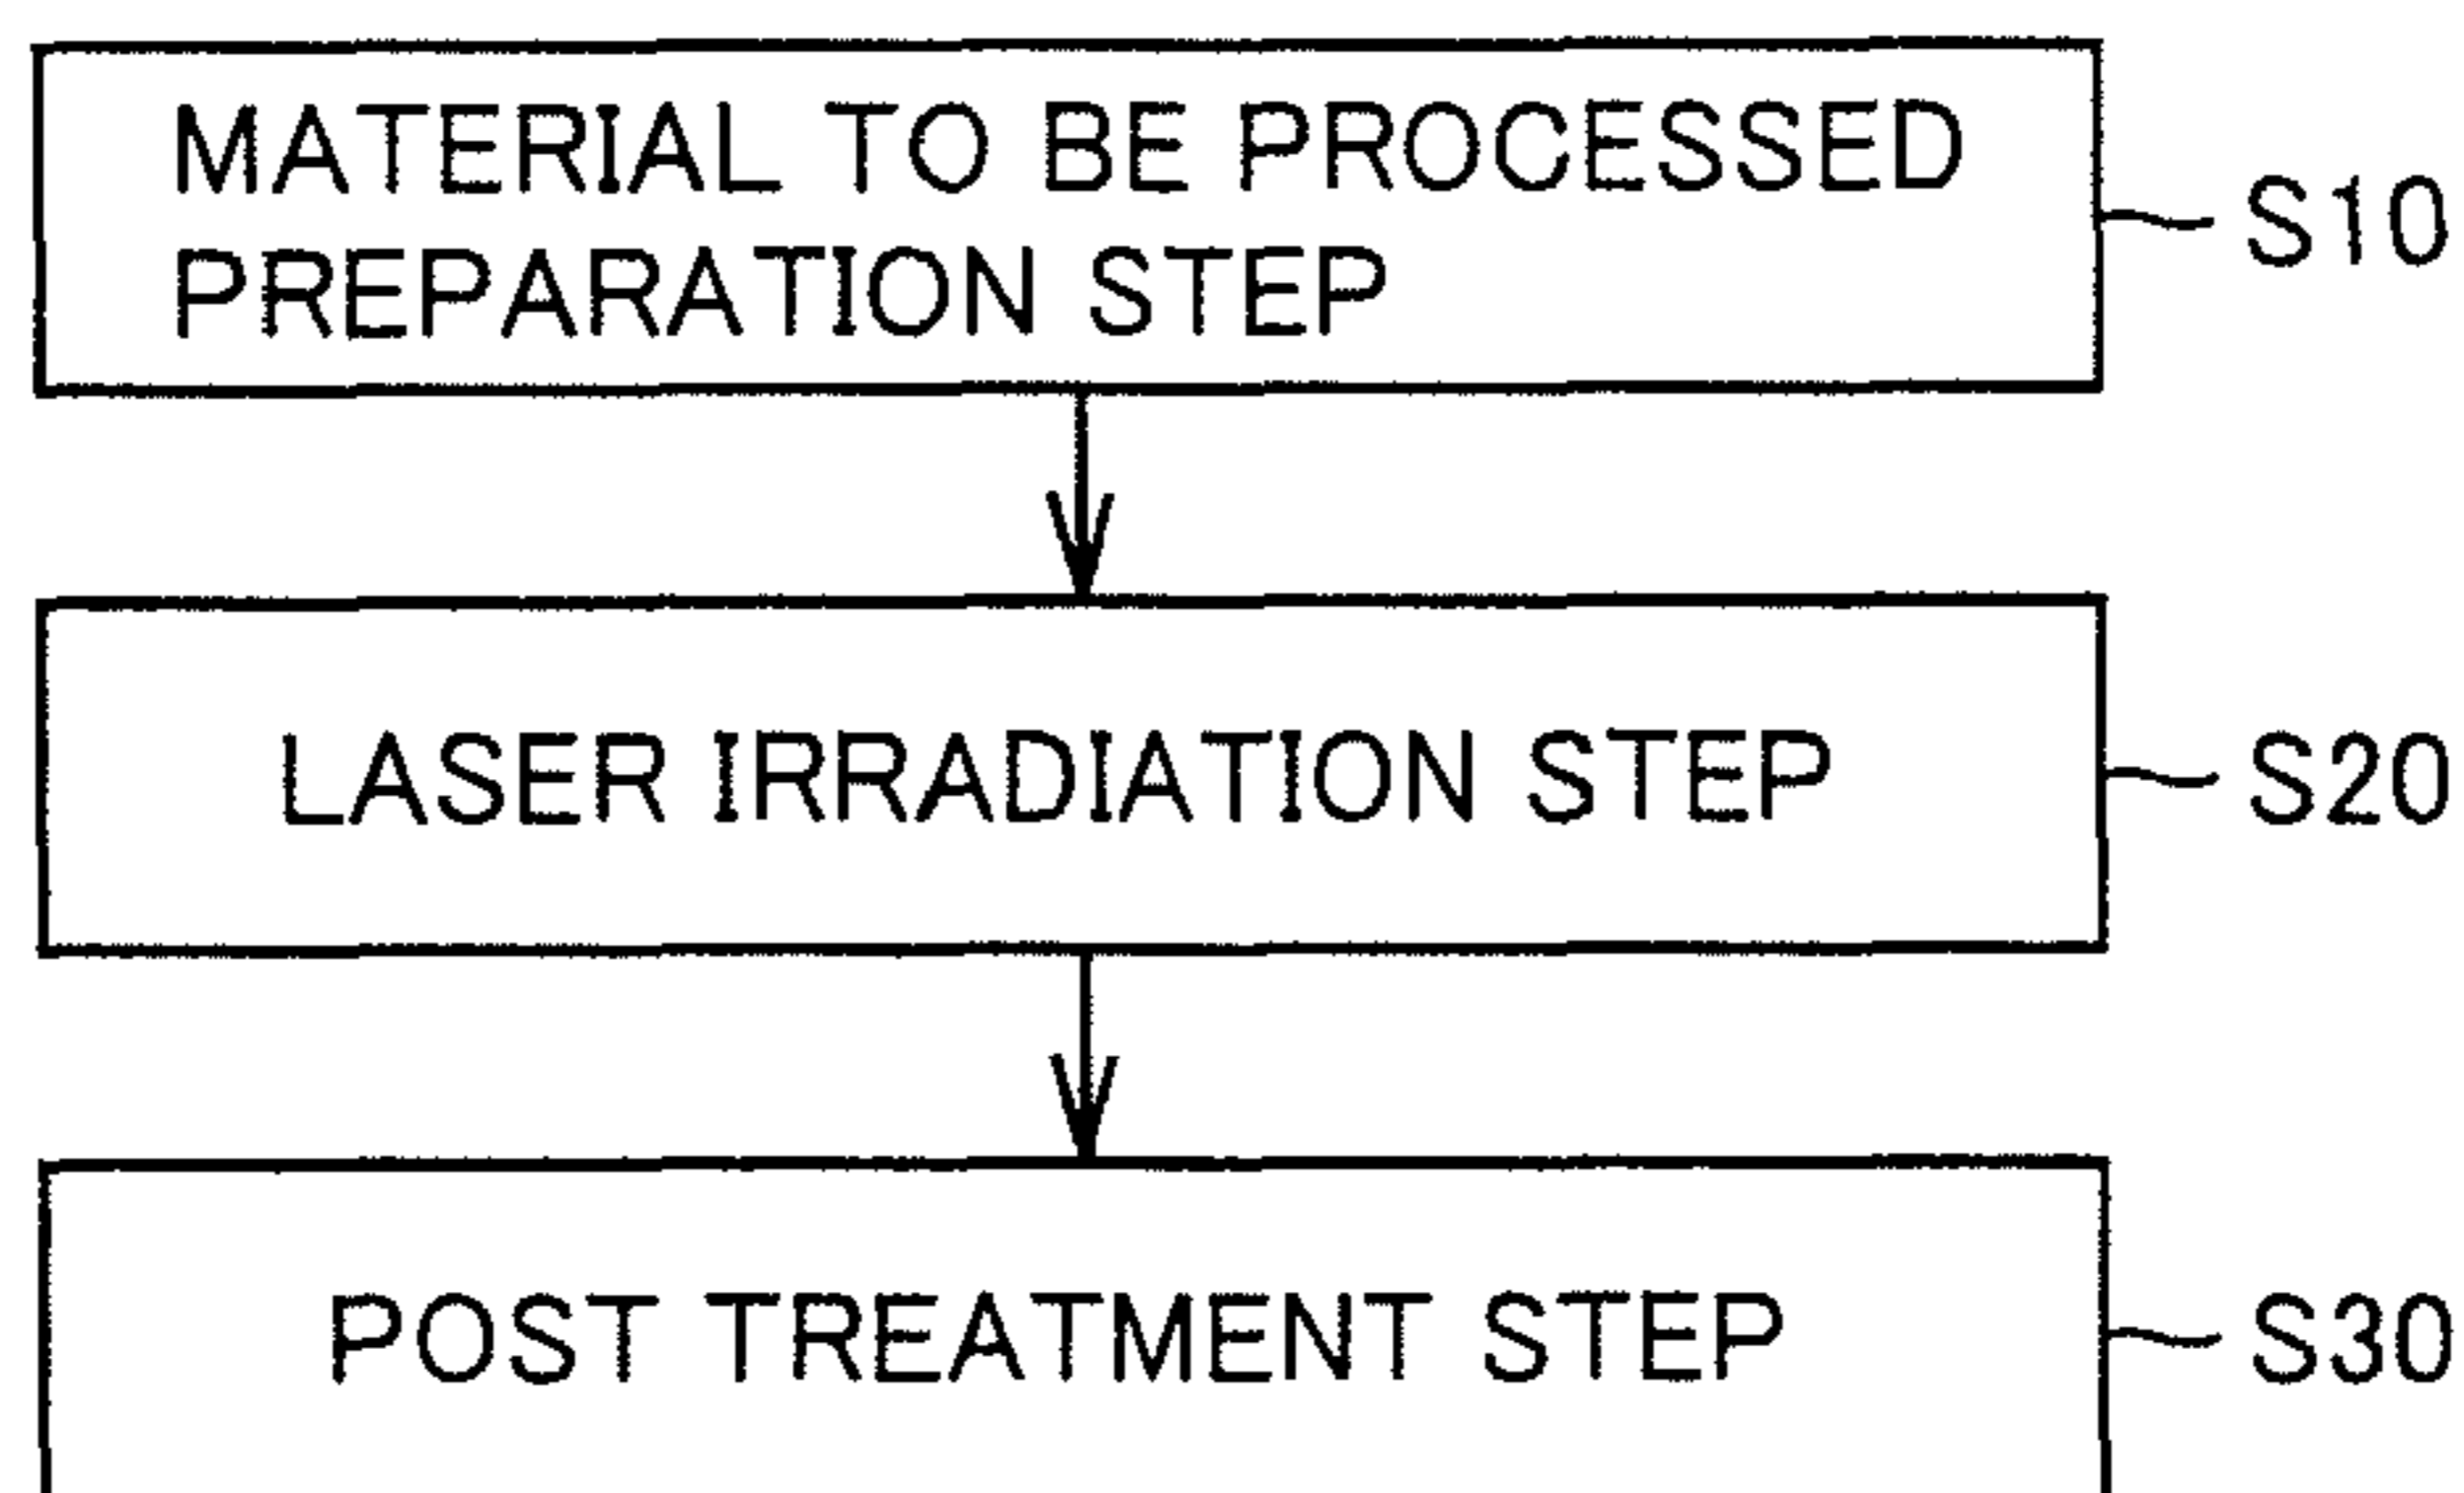 MATERIAL TO BE PROCESSED
PREPARATION STEP
S10
LASER IRRADIATION STEP
S20
POST TREATMENT STEP
S30